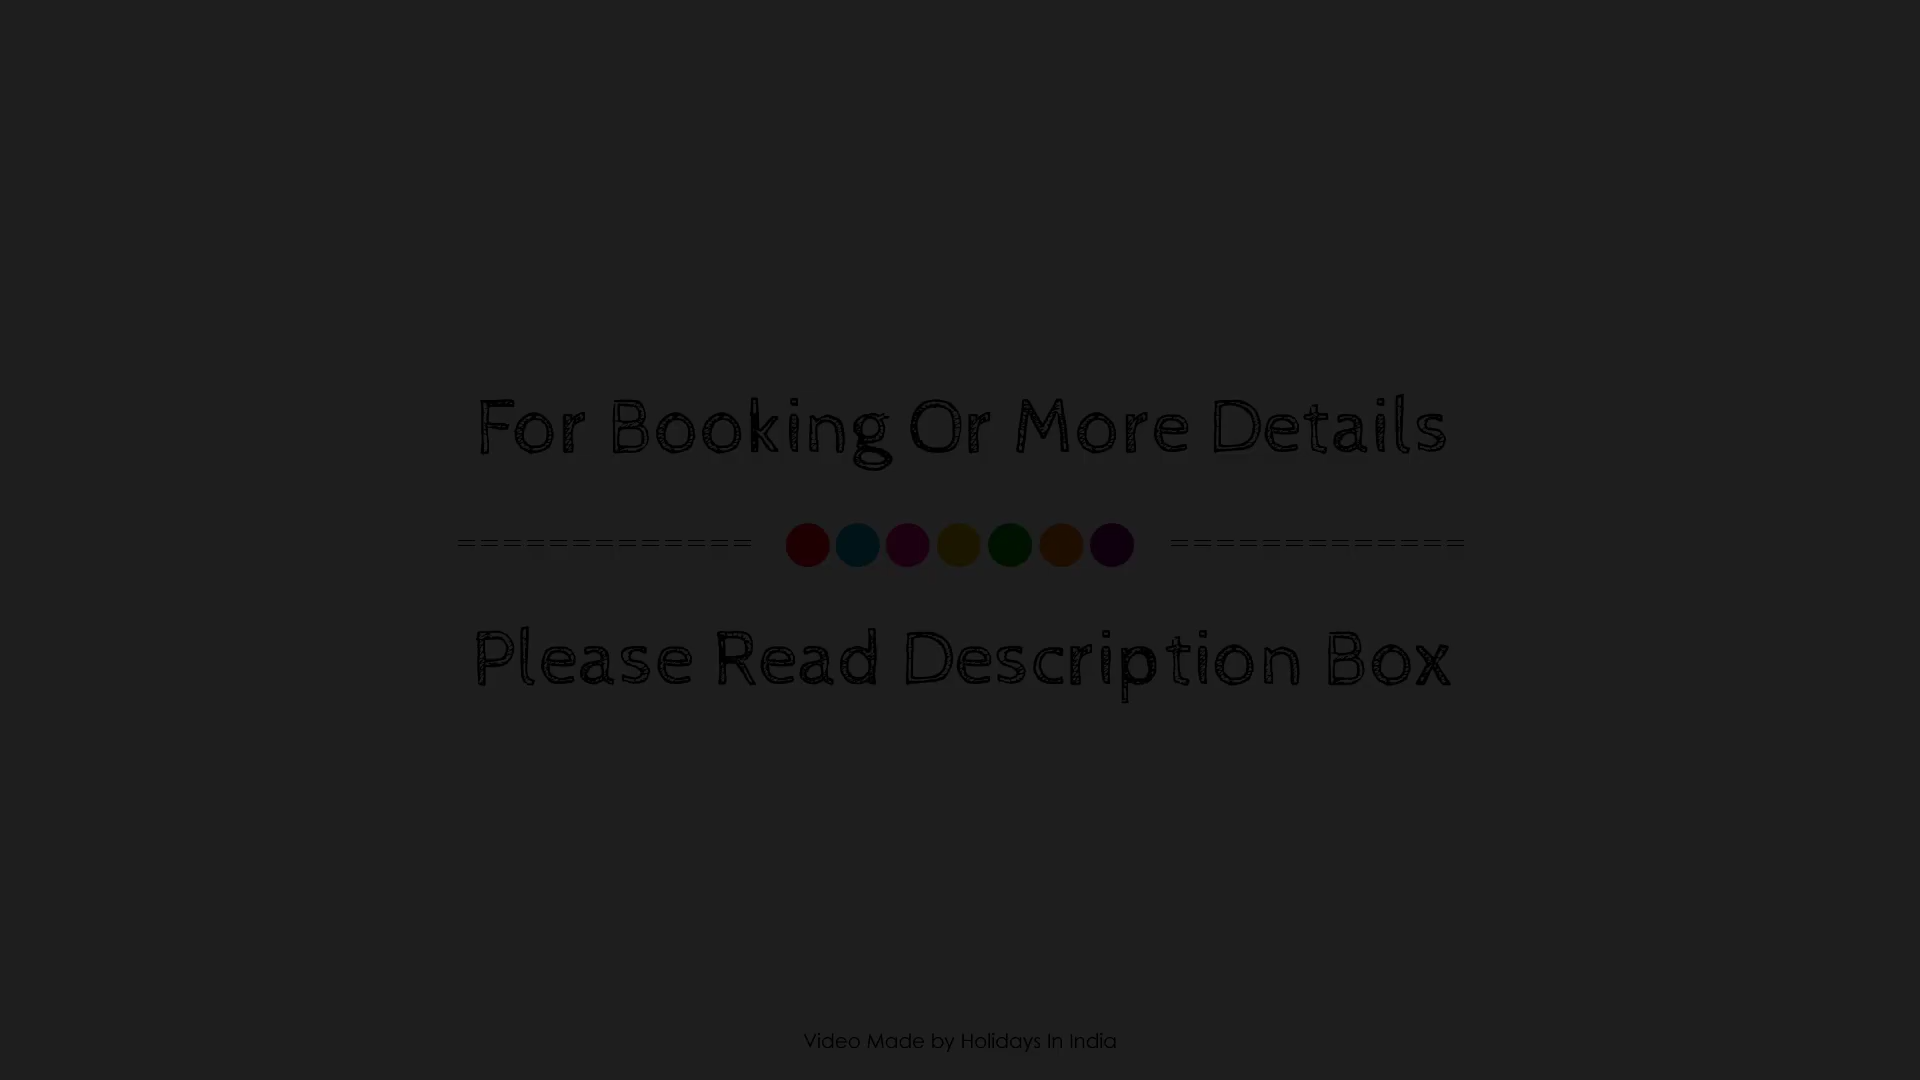 For Booking Or More Details
============= =============
Please Read Description Box
Video Made by Holidays In India